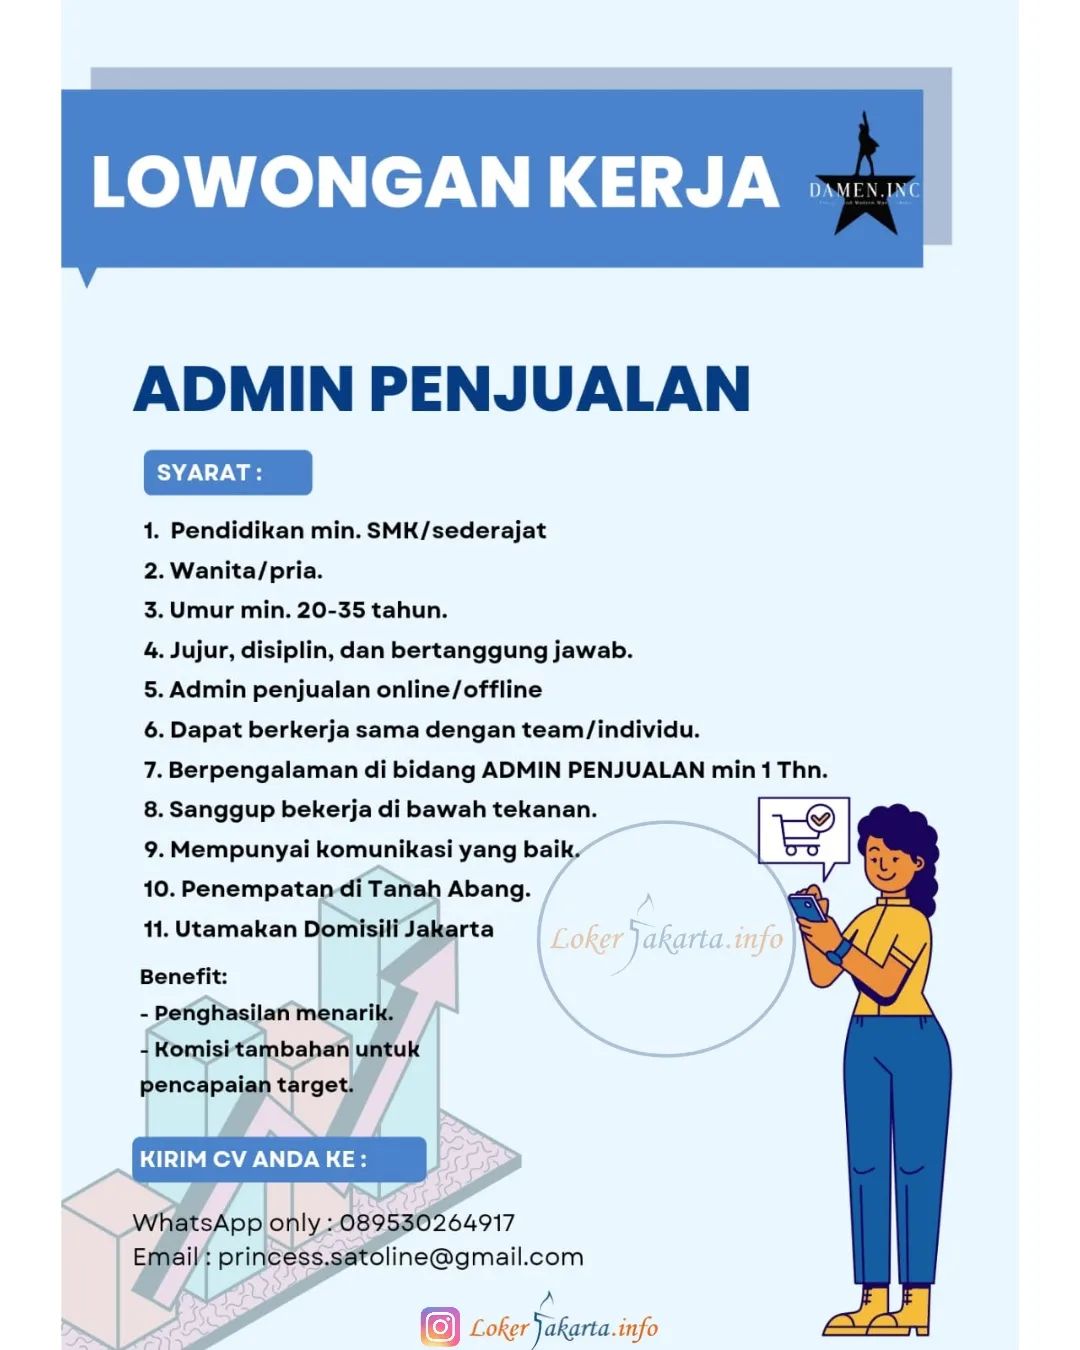 LOWONGAN KERJA
DAMEN.INC
ADMIN PENJUALAN
SYARAT :
1. Pendidikan min. SMK/sederajat
2. Wanita/pria.
3. Umur min. 20-35 tahun.
4. Jujur, disiplin, dan bertanggung jawab.
5. Admin penjualan online/offline
6. Dapat berkerja sama dengan team/individu.
7. Berpengalaman di bidang ADMIN PENJUALAN min 1 Thn.
8. Sanggup bekerja di bawah tekanan.
9. Mempunyai komunikasi yang baik.
10. Penempatan di Tanah Abang.
11. Utamakan Domisili Jakarta
Loker Jakarta.info
Benefit:
- Penghasilan menarik.
- Komisi tambahan untuk
pencapaian target.
KIRIM CV ANDA KE :
WhatsApp only : 089530264917
Email : princess.satoline@gmail.com
Loker Jakarta.info